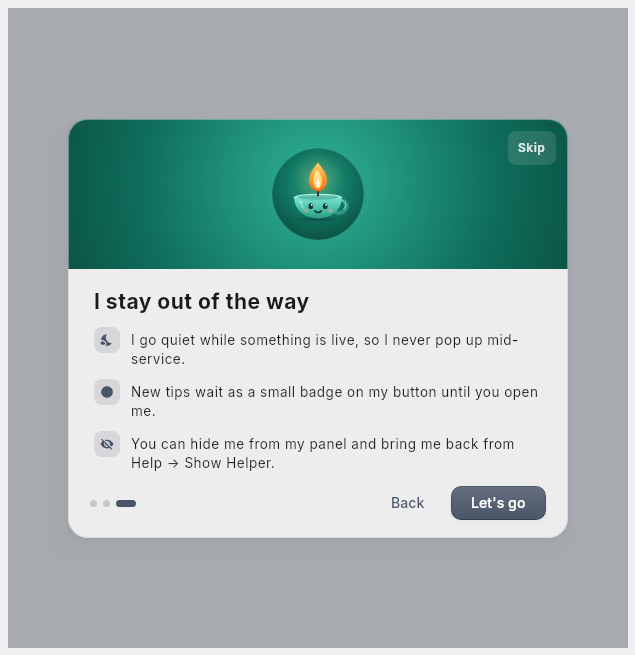 Skip
I stay out of the way
I go quiet while something is live, so I never pop up mid-
service.
New tips wait as a small badge on my button until you open
me.
You can hide me from my panel and bring me back from
Help → Show Helper.
Back
Let's go